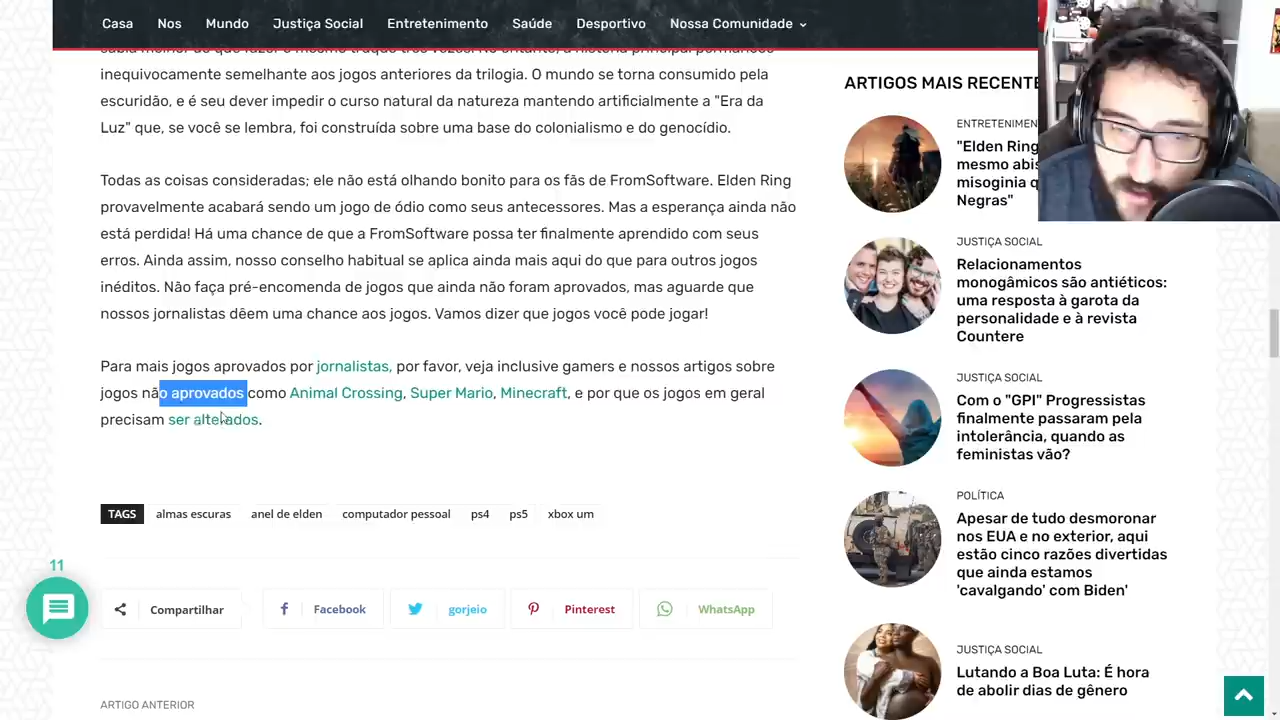 Casa Nos Mundo Justiça Social Entretenimento Saúde Desportivo Nossa Comunidade
inequivocamente semelhante aos jogos anteriores da trilogia. O mundo se torna consumido pela
escuridão, e é seu dever impedir o curso natural da natureza mantendo artificialmente a "Era da
Luz" que, se você se lembra, foi construída sobre uma base do colonialismo e do genocídio.
Todas as coisas consideradas; ele não está olhando bonito para os fãs de FromSoftware. Elden Ring
provavelmente acabará sendo um jogo de ódio como seus antecessores. Mas a esperança ainda não
está perdida! Há uma chance de que a FromSoftware possa ter finalmente aprendido com seus
erros. Ainda assim, nosso conselho habitual se aplica ainda mais aqui do que para outros jogos
inéditos. Não faça pré-encomenda de jogos que ainda não foram aprovados, mas aguarde que
nossos jornalistas dêem uma chance aos jogos. Vamos dizer que jogos você pode jogar!
Para mais jogos aprovados por jornalistas, por favor, veja inclusive gamers e nossos artigos sobre
jogos não aprovados como Animal Crossing, Super Mario, Minecraft, e por que os jogos em geral
precisam ser alterados.
TAGS almas escuras anel de elden computador pessoal ps4 ps5 xbox um
11
Compartilhar Facebook gorjeio Pinterest WhatsApp
ARTIGO ANTERIOR
ARTIGOS MAIS RECENTE
ENTRETENIMEN
"Elden Ring
mesmo abis
misoginia q
Negras"
JUSTIÇA SOCIAL
Relacionamentos
monogâmicos são antiéticos:
uma resposta à garota da
personalidade e à revista
Countere
JUSTIÇA SOCIAL
Com o "GPI" Progressistas
finalmente passaram pela
intolerância, quando as
feministas vão?
POLÍTICA
Apesar de tudo desmoronar
nos EUA e no exterior, aqui
estão cinco razões divertidas
que ainda estamos
'cavalgando' com Biden'
JUSTIÇA SOCIAL
Lutando a Boa Luta: É hora
de abolir dias de gênero